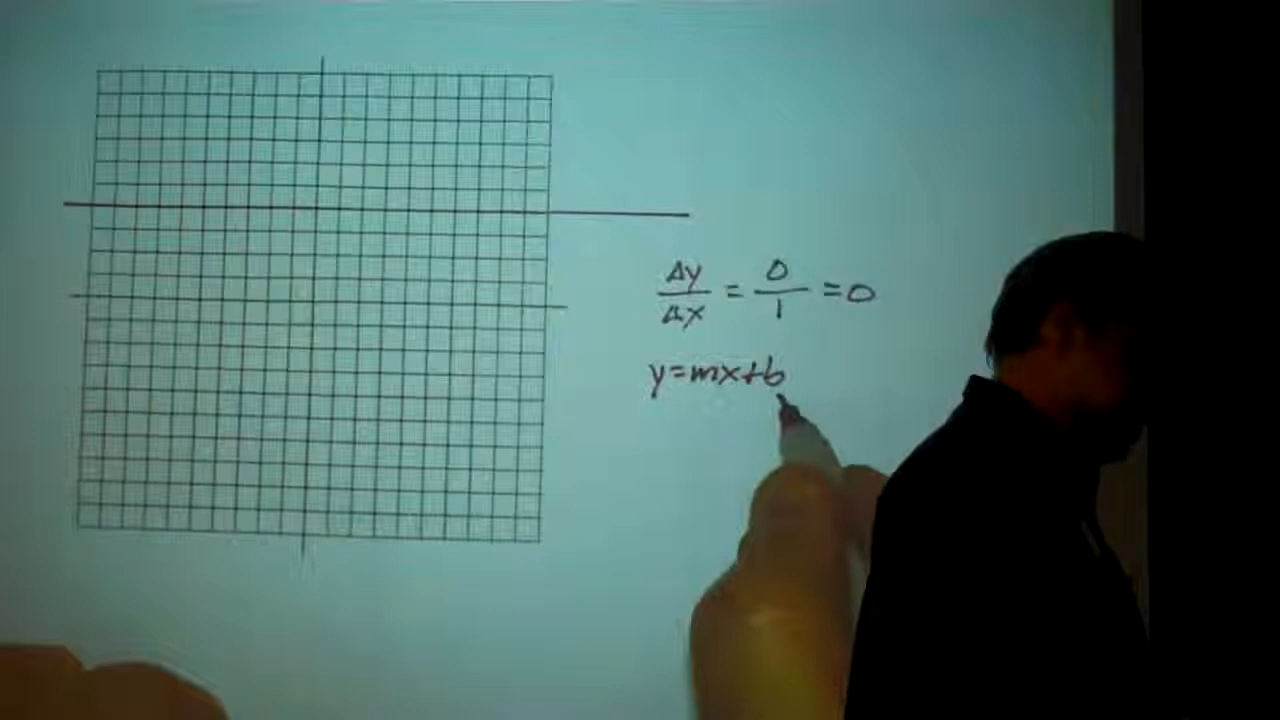 Δy/Δx = 0/1 = 0
y=mx+b